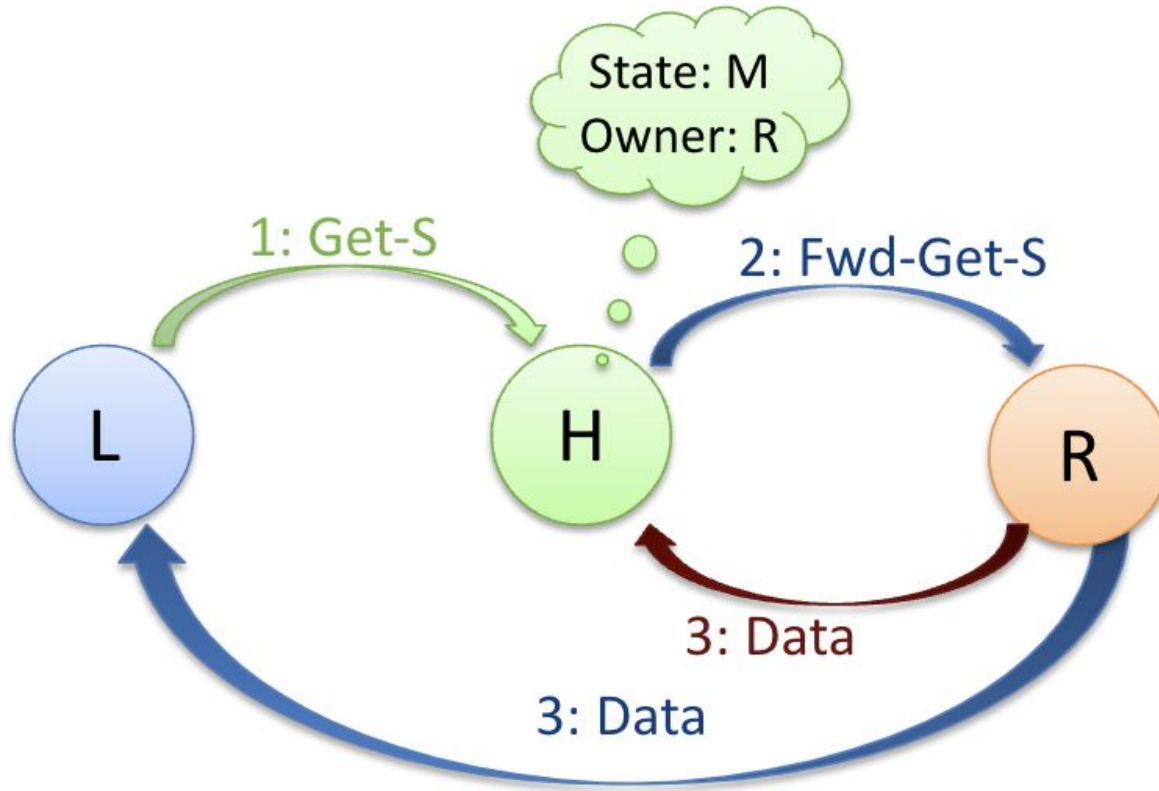 State: M
Owner: R
1: Get-S
2: Fwd-Get-S
L
H
R
3: Data
3: Data